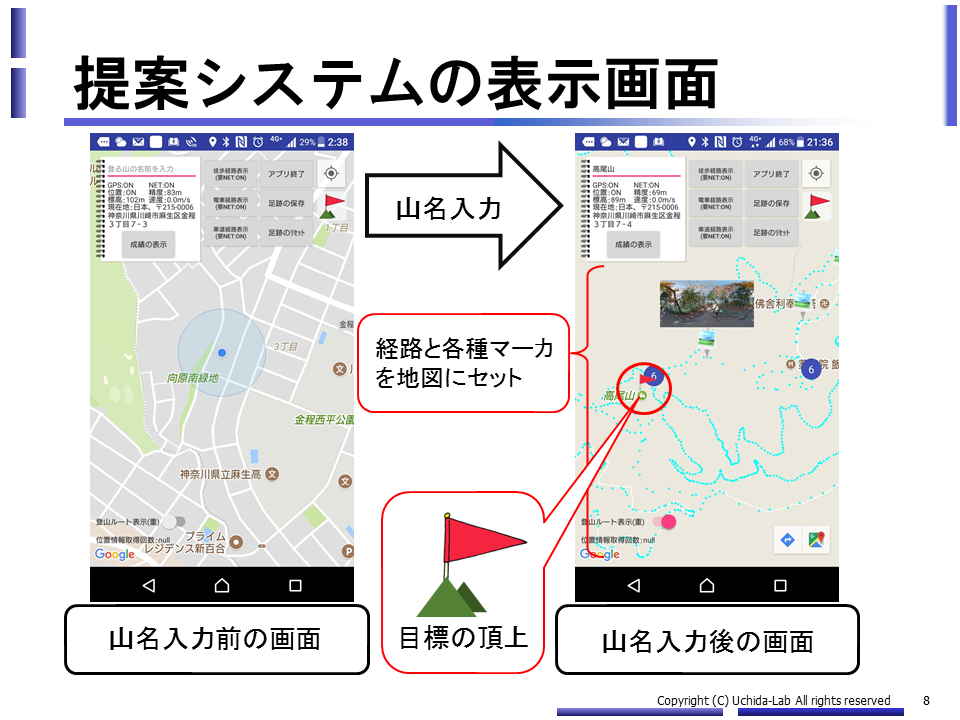 提案システムの表示画面
4G+ 29% 2:38
登る山の名前を入力
GPS:ON NET:ON
位置:ON 精度:83m
標高:102m 速度:0.0m/s
現在地:日本、〒215-0006
神奈川県川崎市麻生区金程
3丁目7-3
成績の表示
徒歩経路表示
(要NET:ON)
アプリ終了
電車経路表示
(要NET:ON)
足跡の保存
車道経路表示
(要NET:ON)
足跡のリセット
1丁目
金程
3丁目
向原南緑地
金程西平公園
神奈川県立麻生高
登山ルート表示(重)
位置情報取得回数:null
プライム
レジデンス新百合
Google
山名入力
経路と各種マーカ
を地図にセット
目標の頂上
4G+ 68% 21:36
高尾山
GPS:ON NET:ON
位置:ON 精度:69m
標高:89m 速度:0.0m/s
現在地:日本、〒215-0006
神奈川県川崎市麻生区金程
3丁目7-4
成績の表示
徒歩経路表示
(要NET:ON)
アプリ終了
電車経路表示
(要NET:ON)
足跡の保存
車道経路表示
(要NET:ON)
足跡のリセット
佛舎利奉
院 飯
6
6
高尾山
登山ルート表示(重)
位置情報取得回数:null
Google
山名入力前の画面
山名入力後の画面
Copyright (C) Uchida-Lab All rights reserved
8